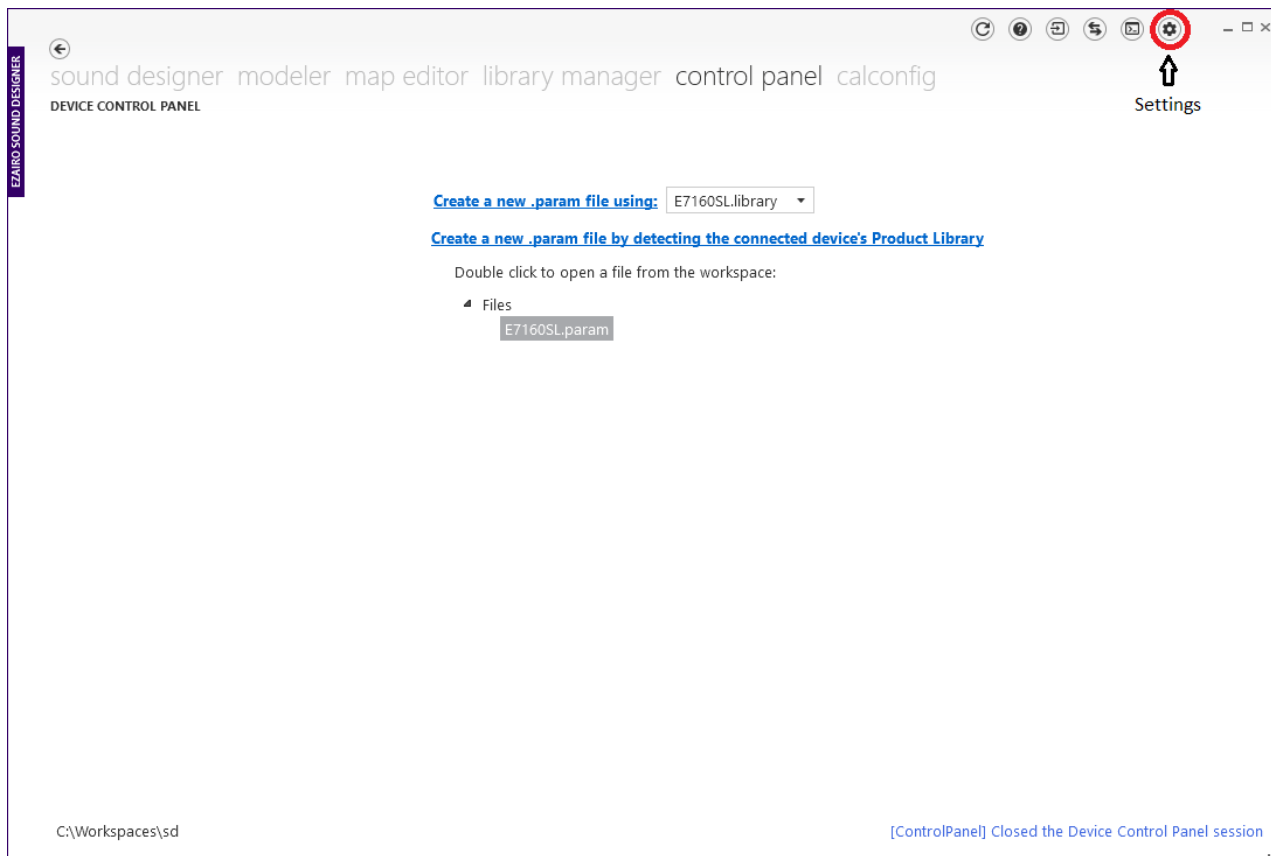 EZAIRO SOUND DESIGNER
sound designer modeler map editor library manager control panel calconfig
Settings
DEVICE CONTROL PANEL
Create a new .param file using: E7160SL.library
Create a new .param file by detecting the connected device's Product Library
Double click to open a file from the workspace:
Files
E7160SL.param
C:\Workspaces\sd
[ControlPanel] Closed the Device Control Panel session